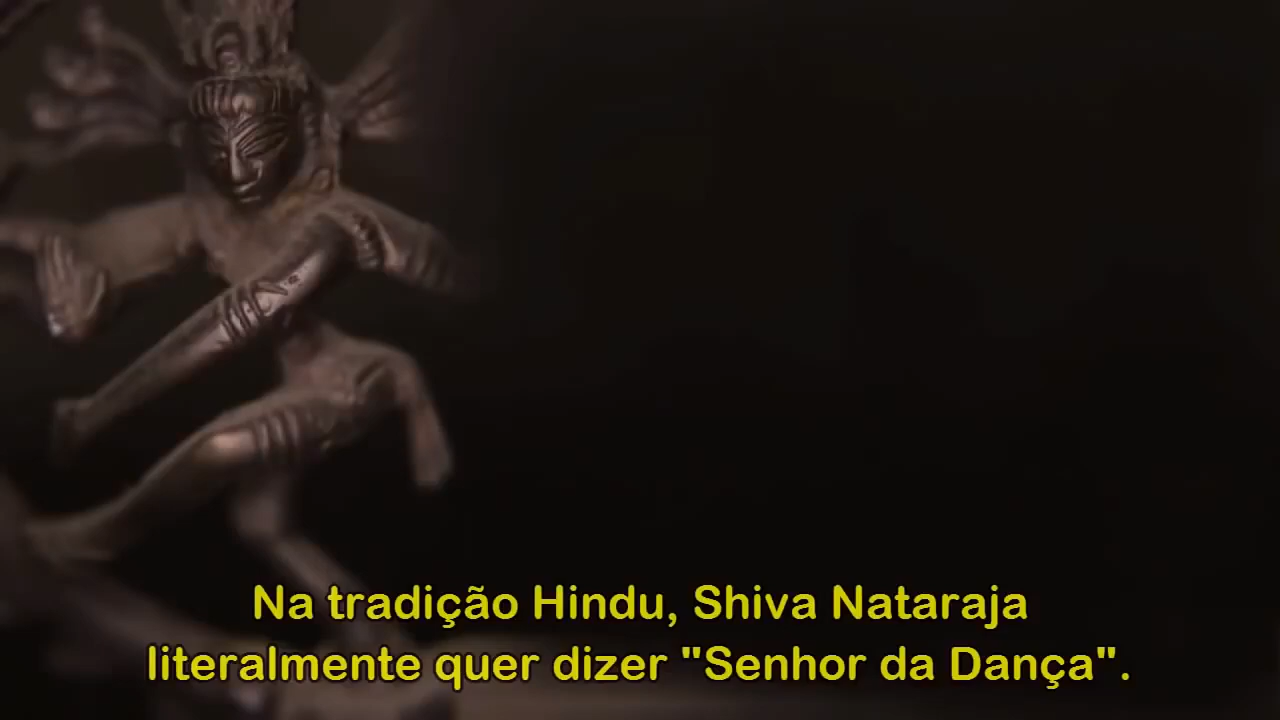 Na tradição Hindu, Shiva Nataraja
literalmente quer dizer "Senhor da Dança".